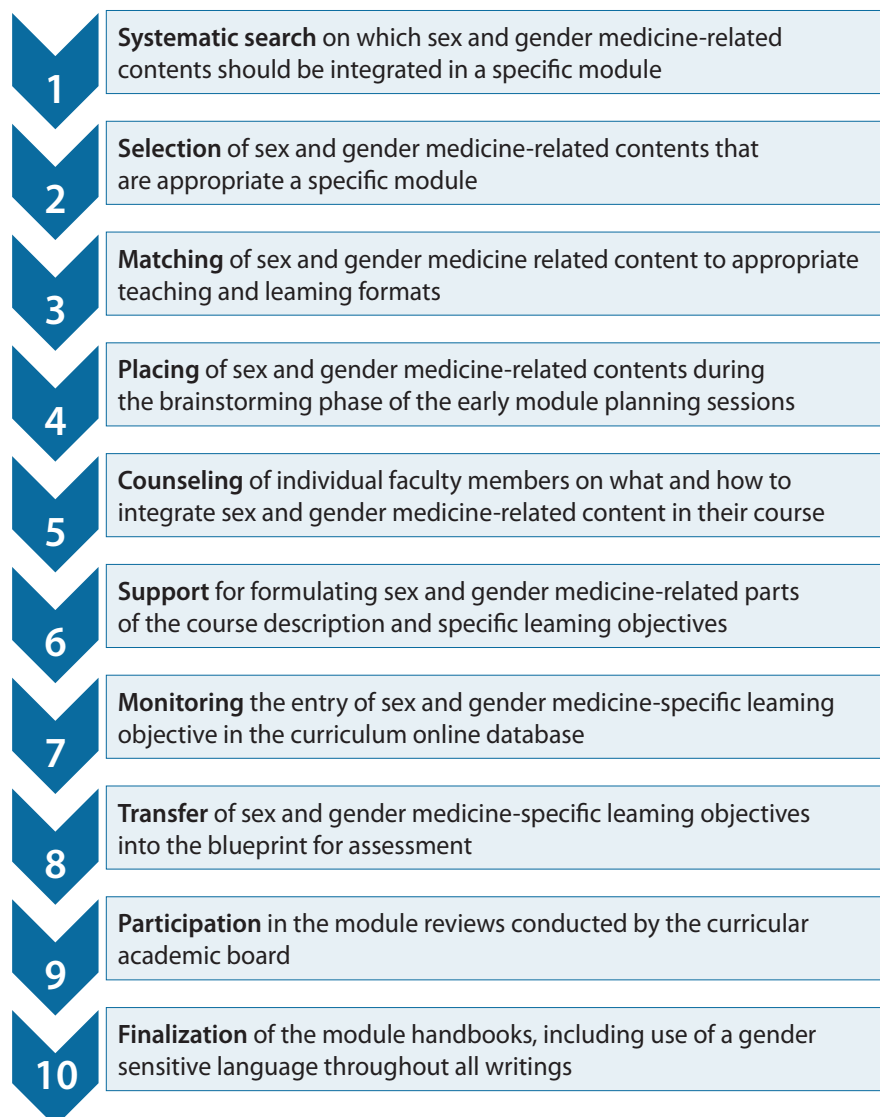 1
Systematic search on which sex and gender medicine-related
contents should be integrated in a specific module
2
Selection of sex and gender medicine-related contents that
are appropriate a specific module
3
Matching of sex and gender medicine related content to appropriate
teaching and leaming formats
4
Placing of sex and gender medicine-related contents during
the brainstorming phase of the early module planning sessions
5
Counseling of individual faculty members on what and how to
integrate sex and gender medicine-related content in their course
6
Support for formulating sex and gender medicine-related parts
of the course description and specific leaming objectives
7
Monitoring the entry of sex and gender medicine-specific leaming
objective in the curriculum online database
8
Transfer of sex and gender medicine-specific leaming objectives
into the blueprint for assessment
9
Participation in the module reviews conducted by the curricular
academic board
10
Finalization of the module handbooks, including use of a gender
sensitive language throughout all writings